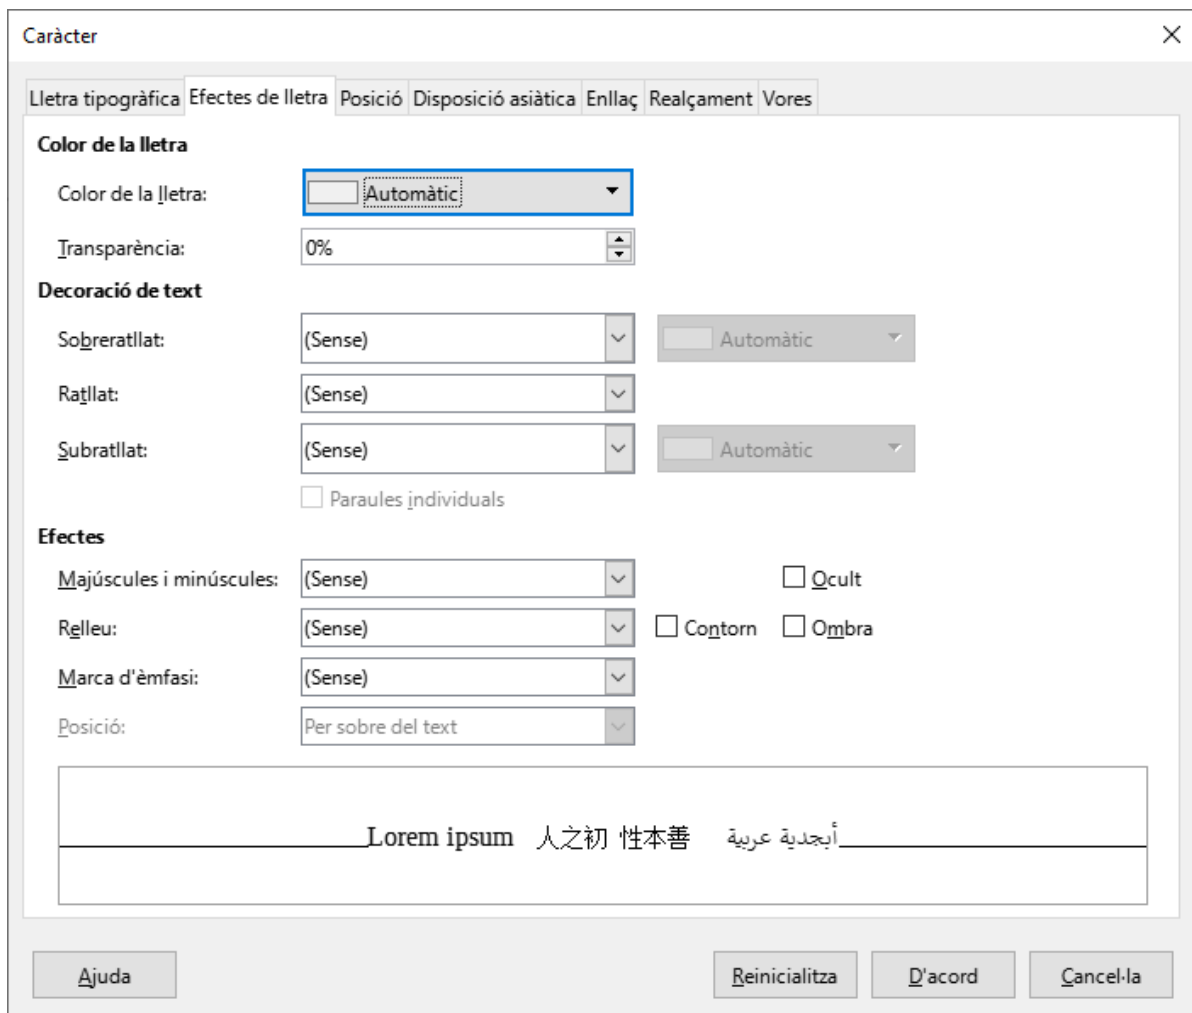 Caràcter
Lletra tipogràfica Efectes de lletra Posició Disposició asiàtica Enllaç Realçament Vores
Color de la lletra
Color de la lletra: Automàtic
Transparència: 0%
Decoració de text
Sobreratllat: (Sense) Automàtic
Ratllat: (Sense)
Subratllat: (Sense) Automàtic
Paraules individuals
Efectes
Majúscules i minúscules: (Sense) Ocult
Relleu: (Sense) Contorn Ombra
Marca d'èmfasi: (Sense)
Posició: Per sobre del text
Lorem ipsum 人之初 性本善 أبجدية عربية
Ajuda Reinicialitza D'acord Cancel·la